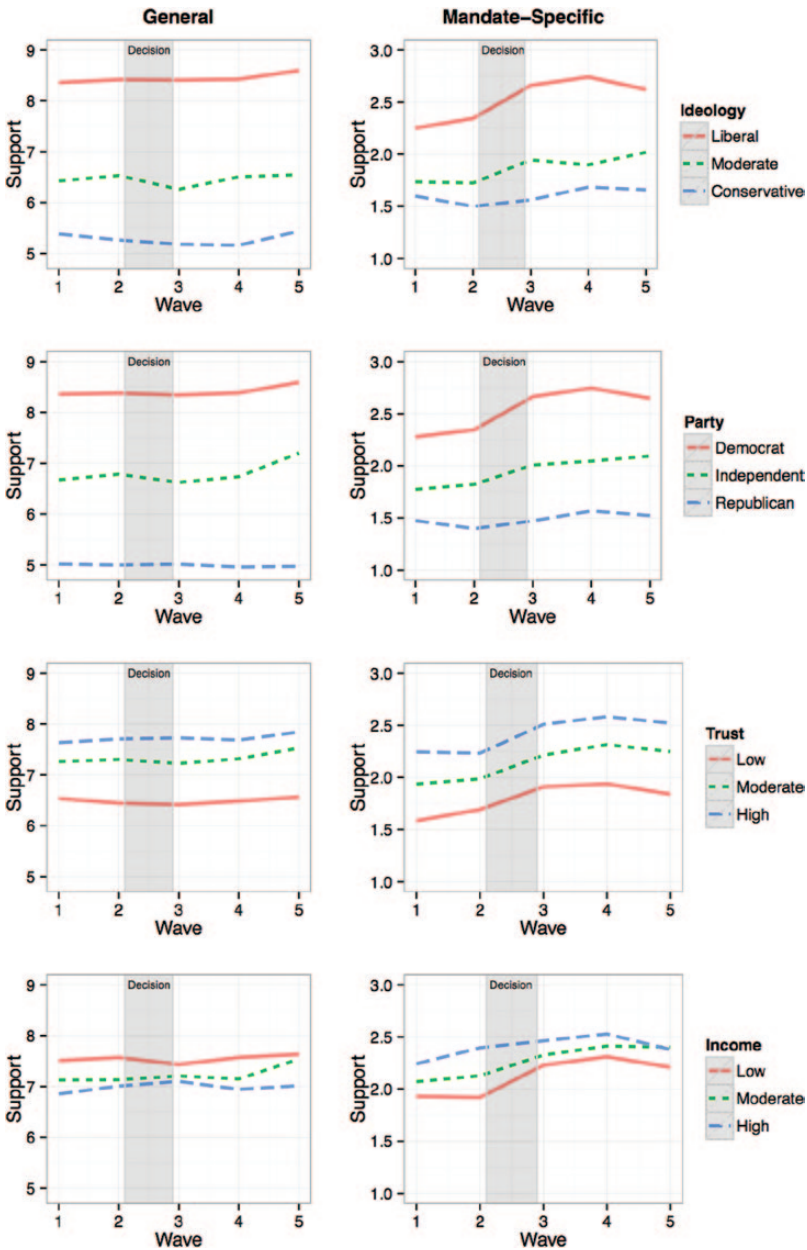 General
Mandate-Specific
9
8
7
6
5
Support
Decision
1 2 3 4 5
Wave
3.0
2.5
2.0
1.5
1.0
Support
Decision
1 2 3 4 5
Wave
Ideology
Liberal
Moderate
Conservative
9
8
7
6
5
Support
Decision
1 2 3 4 5
Wave
3.0
2.5
2.0
1.5
1.0
Support
Decision
1 2 3 4 5
Wave
Party
Democrat
Independent
Republican
9
8
7
6
5
Support
Decision
1 2 3 4 5
Wave
3.0
2.5
2.0
1.5
1.0
Support
Decision
1 2 3 4 5
Wave
Trust
Low
Moderate
High
9
8
7
6
5
Support
Decision
1 2 3 4 5
Wave
3.0
2.5
2.0
1.5
1.0
Support
Decision
1 2 3 4 5
Wave
Income
Low
Moderate
High